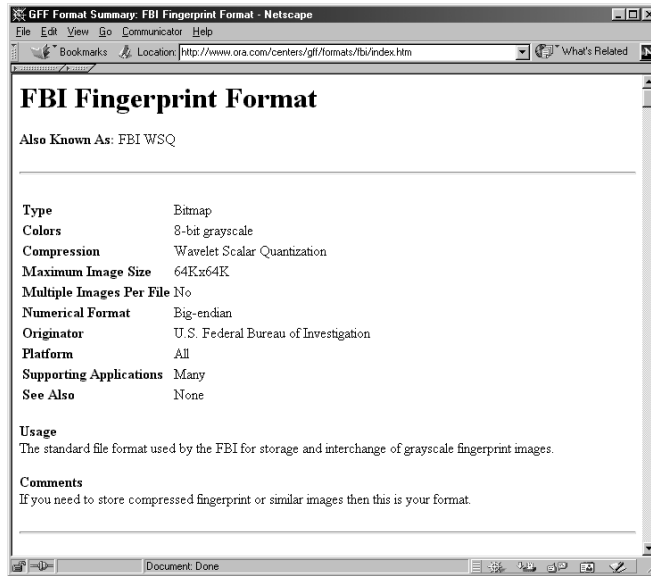 GFF Format Summary: FBI Fingerprint Format - Netscape
File Edit View Go Communicator Help
Bookmarks Location: http://www.ora.com/centers/gff/formats/fbi/index.htm What's Related N
FBI Fingerprint Format
Also Known As: FBI WSQ
Type Bitmap
Colors 8-bit grayscale
Compression Wavelet Scalar Quantization
Maximum Image Size 64Kx64K
Multiple Images Per File No
Numerical Format Big-endian
Originator U.S. Federal Bureau of Investigation
Platform All
Supporting Applications Many
See Also None
Usage
The standard file format used by the FBI for storage and interchange of grayscale fingerprint images.
Comments
If you need to store compressed fingerprint or similar images then this is your format.
Document: Done